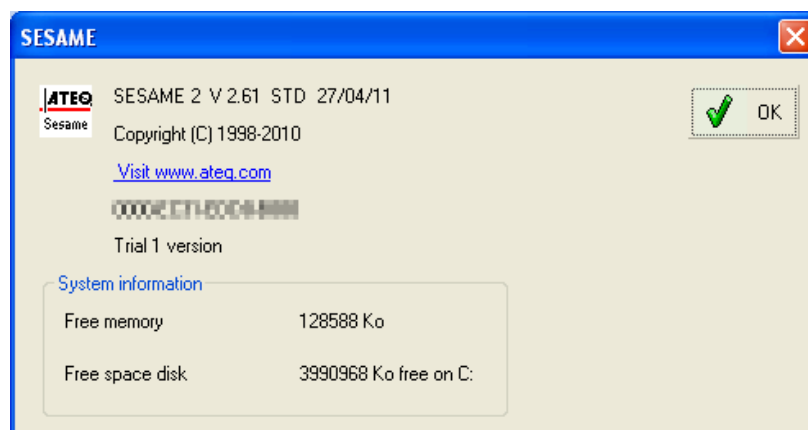 SESAME
ATEQ
Sesame
SESAME 2 V 2.61 STD 27/04/11
Copyright (C) 1998-2010
Visit www.ateq.com
Trial 1 version
OK
System information
Free memory 128588 Ko
Free space disk 3990968 Ko free on C: